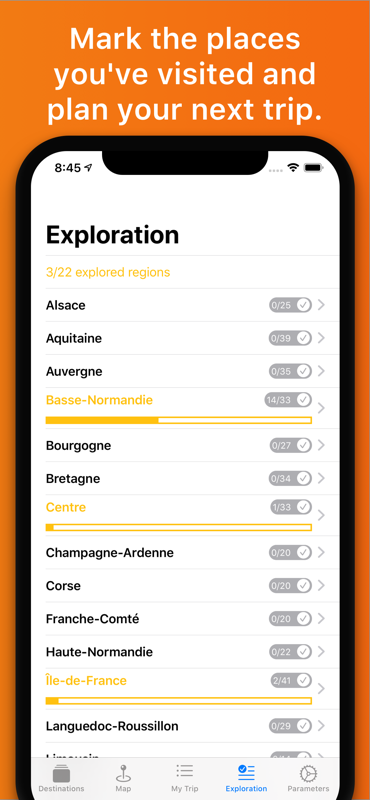 Mark the places
you've visited and
plan your next trip.
8:45
Exploration
3/22 explored regions
Alsace 0/25
Aquitaine 0/39
Auvergne 0/35
Basse-Normandie 14/33
Bourgogne 0/27
Bretagne 0/34
Centre 1/33
Champagne-Ardenne 0/20
Corse 0/20
Franche-Comté 0/20
Haute-Normandie 0/22
Île-de-France 2/41
Languedoc-Roussillon 0/29
Limousin
Destinations Map My Trip Exploration Parameters